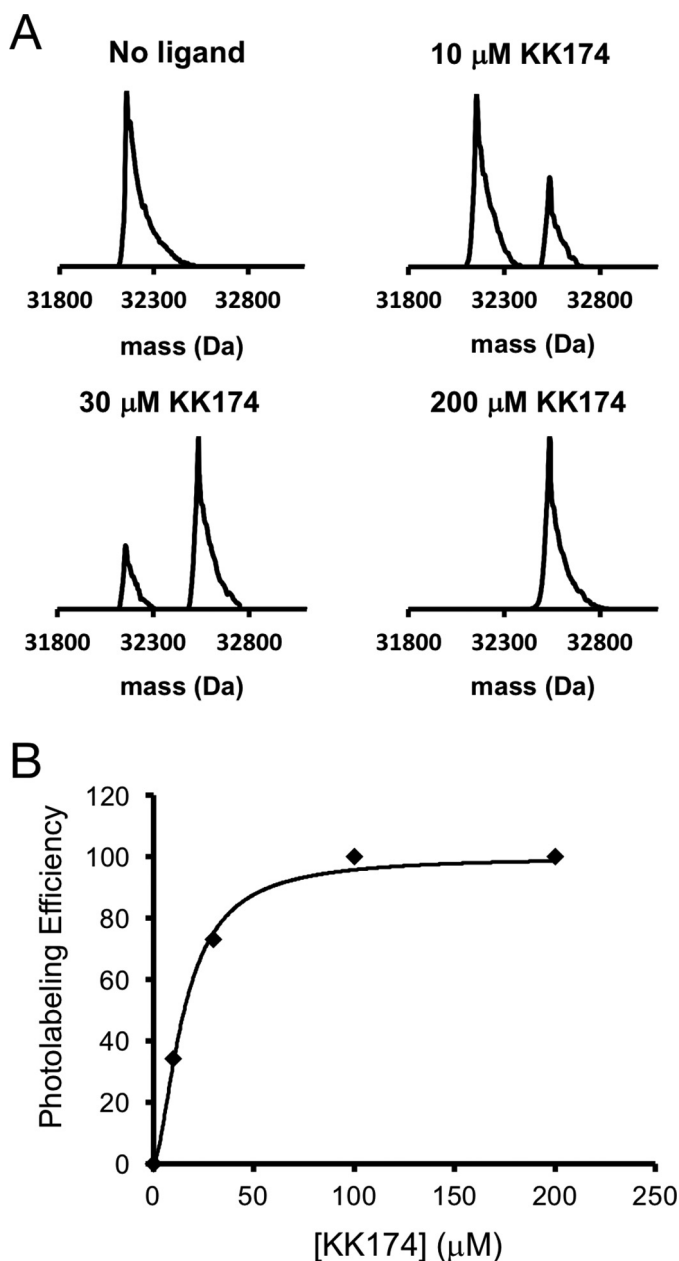 A
No ligand
10 μM KK174
31800 32300 32800
31800 32300 32800
mass (Da)
mass (Da)
30 μM KK174
200 μM KK174
31800 32300 32800
31800 32300 32800
mass (Da)
mass (Da)
B
Photolabeling Efficiency
120
100
80
60
40
20
0
0 50 100 150 200 250
[KK174] (μM)